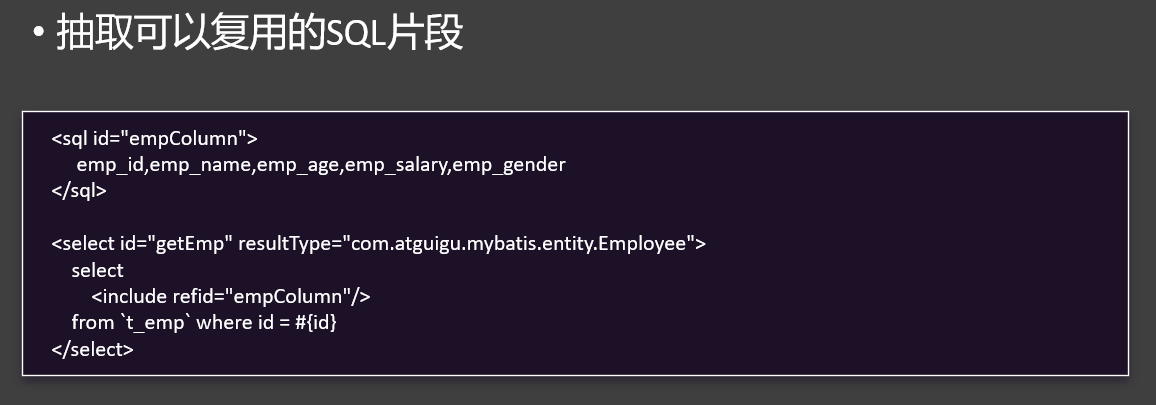 • 抽取可以复用的SQL片段
<sql id="empColumn">
emp_id,emp_name,emp_age,emp_salary,emp_gender
</sql>
<select id="getEmp" resultType="com.atguigu.mybatis.entity.Employee">
select
<include refid="empColumn"/>
from `t_emp` where id = #{id}
</select>